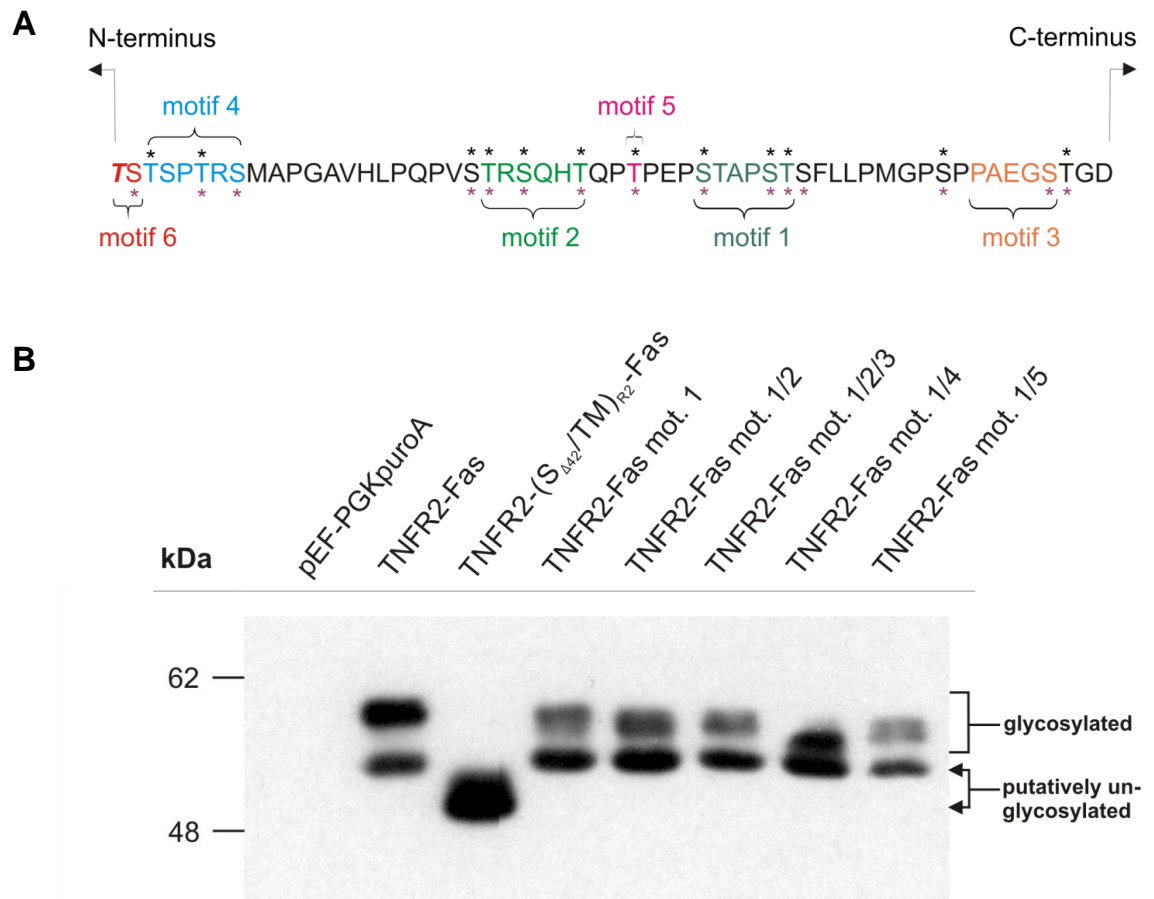 A
N-terminus
C-terminus
motif 4
motif 5
* * * * * * * * * * * *
TSTSPTRSMAPGAVHLPQPVSTRSQHTQPTPEPSTAPSTSFLLPMGPSPPAEGSTGD
* * * * * * * * * * * * *
motif 6
motif 2
motif 1
motif 3
B
pEF-PGKpuroA
TNFR2-Fas
TNFR2-(SΔ42/TM)R2-Fas
TNFR2-Fas mot. 1
TNFR2-Fas mot. 1/2
TNFR2-Fas mot. 1/2/3
TNFR2-Fas mot. 1/4
TNFR2-Fas mot. 1/5
kDa
62
glycosylated
putatively un-
glycosylated
48